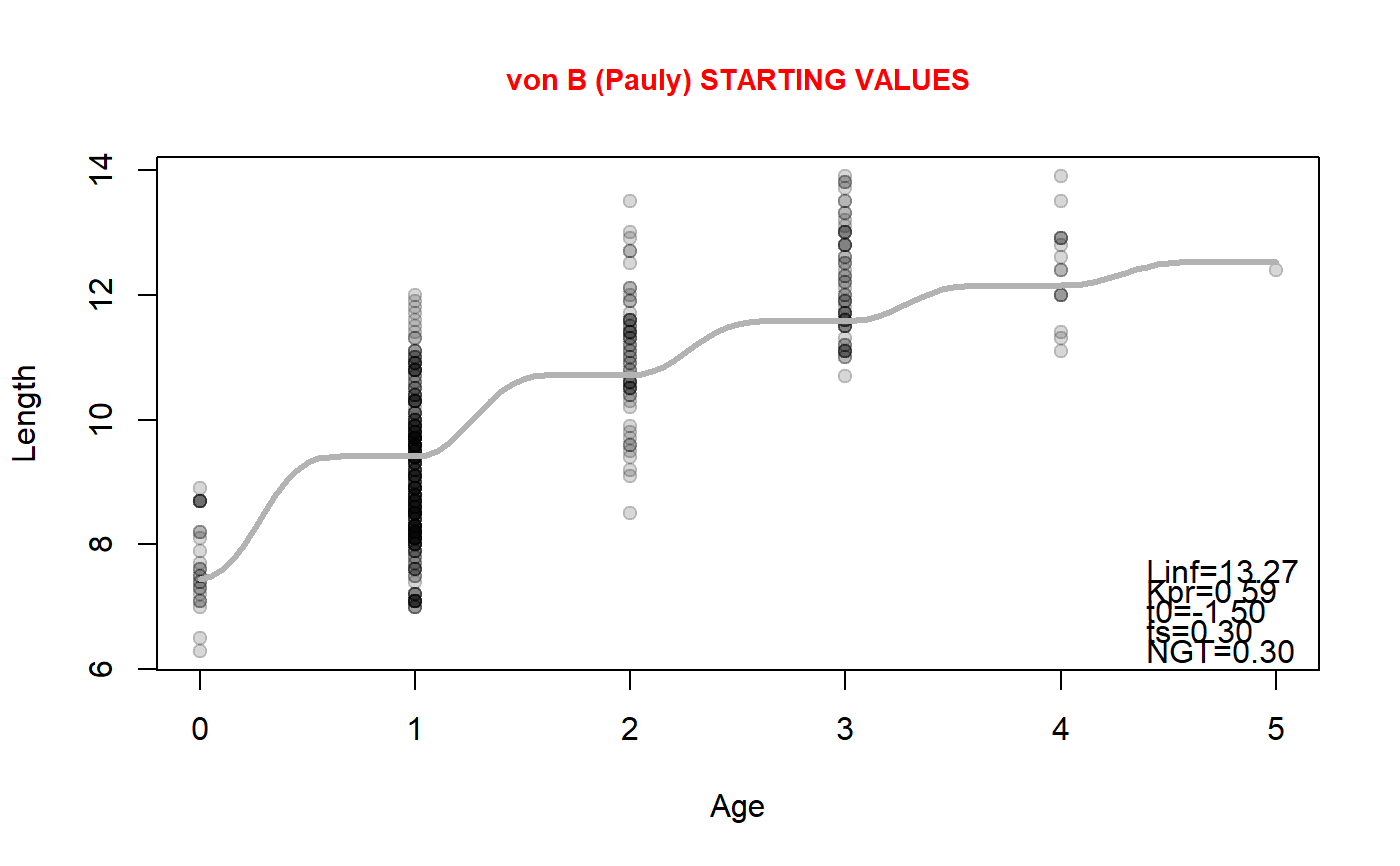 von B (Pauly) STARTING VALUES
14
12
10
8
6
Length
Linf=13.27
Kpr=0.59
t0=-1.50
ts=0.30
NGT=0.30
0 1 2 3 4 5
Age